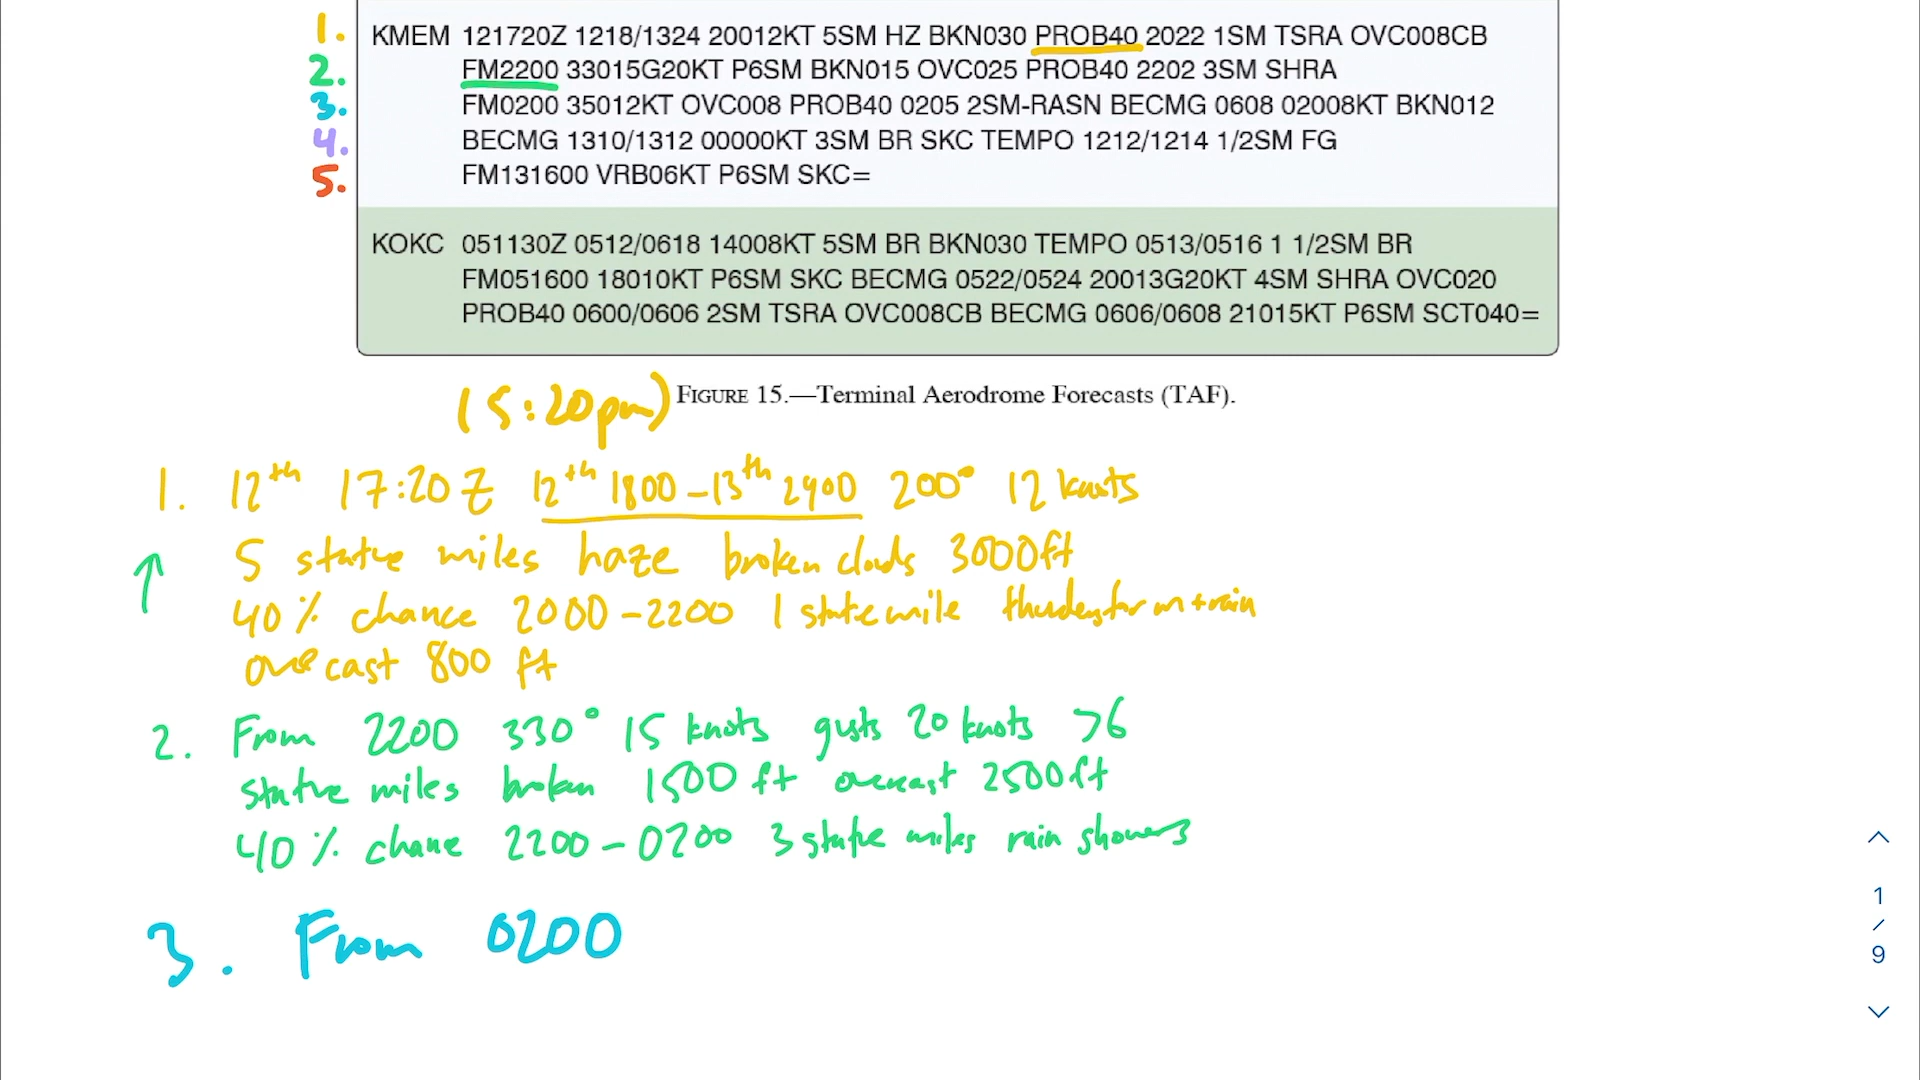 1. KMEM 121720Z 1218/1324 20012KT 5SM HZ BKN030 PROB40 2022 1SM TSRA OVC008CB
2. FM2200 33015G20KT P6SM BKN015 OVC025 PROB40 2202 3SM SHRA
3. FM0200 35012KT OVC008 PROB40 0205 2SM-RASN BECMG 0608 02008KT BKN012
4. BECMG 1310/1312 00000KT 3SM BR SKC TEMPO 1212/1214 1/2SM FG
5. FM131600 VRB06KT P6SM SKC=
KOKC 051130Z 0512/0618 14008KT 5SM BR BKN030 TEMPO 0513/0516 1 1/2SM BR
FM051600 18010KT P6SM SKC BECMG 0522/0524 20013G20KT 4SM SHRA OVC020
PROB40 0600/0606 2SM TSRA OVC008CB BECMG 0606/0608 21015KT P6SM SCT040=
FIGURE 15.—Terminal Aerodrome Forecasts (TAF).
(5:20pm)
1. 12th 17:20 Z 12th 1800-13th 2400 200° 12 knots
5 statue miles haze broken clouds 3000ft
40% chance 2000-2200 1 statue mile thunderstorm + rain
overcast 800 ft
2. From 2200 330° 15 knots gusts 20 knots >6
statue miles broken 1500 ft overcast 2500ft
40% chance 2200-0200 3 statue miles rain showers
3. From 0200
1
/
9